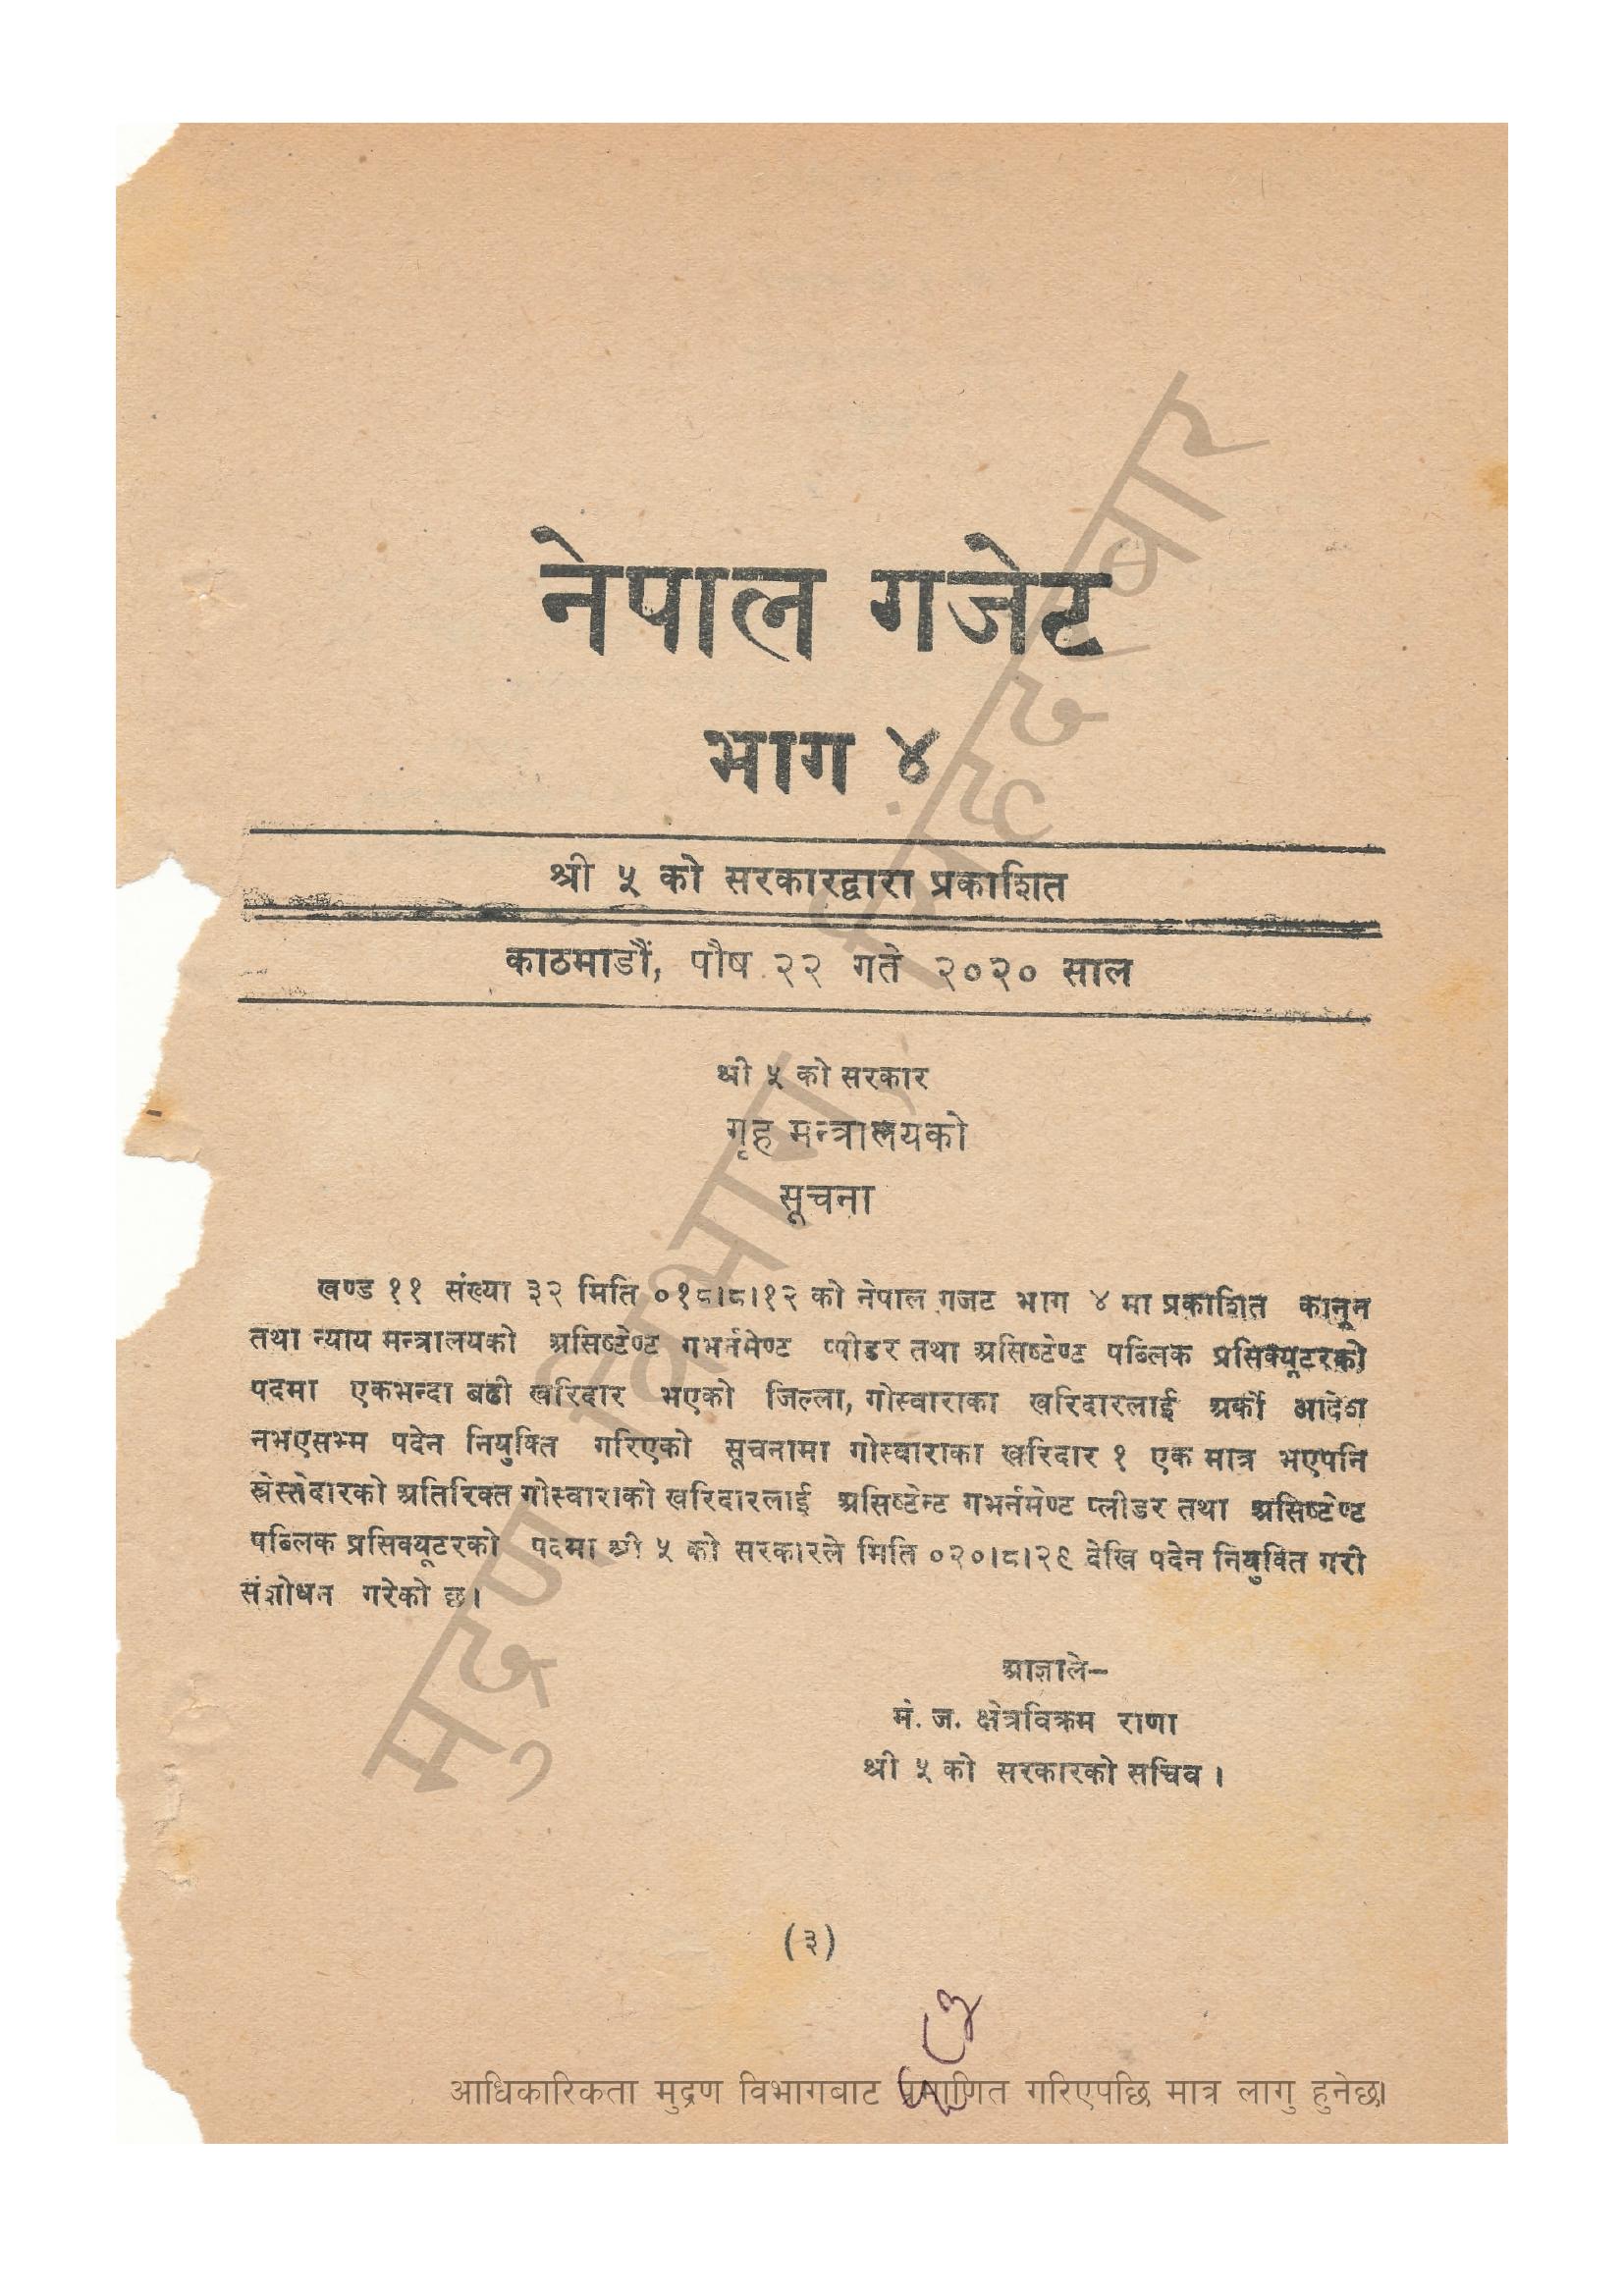 नेपाल गजेट
भाग ४
श्री ५ को सरकारद्वारा प्रकाशित
काठमाडौं, पौष २२ गते २०२० साल
श्री ५ को सरकार
गृह मन्त्रालयको
सूचना
खण्ड ११ संख्या ३२ मिति ०१८।८।१२ को नेपाल गजट भाग ४ मा प्रकाशित कानून
तथा न्याय मन्त्रालयको असिष्टेण्ट गभर्नमेण्ट प्पीडर तथा असिष्टेण्ट पब्लिक प्रसिक्यूटरको
पदमा एकभन्दा बढी खरिदार भएको जिल्ला, गोस्वाराका खरिदारलाई अर्को आदेश
नभएसम्म पदेन नियुक्ति गरिएको सूचनामा गोस्वाराका खरिदार १ एक मात्र भएपनि
स्रेस्तेदारको अतिरिक्त गोस्वाराको खरिदारलाई असिष्टेन्ट गभर्नमेण्ट प्लीडर तथा असिष्टेण्ट
पब्लिक प्रसिक्यूटरको पदमा श्री ५ को सरकारले मिति ०२०।८।२९ देखि पदेन नियुक्ति गरी
संशोधन गरेको छ।
आज्ञाले—
मे. ज. क्षेत्रविक्रम राणा
श्री ५ को सरकारको सचिव ।
(३)
मुद्रण विभाग, सिंहदरबार
आधिकारिकता मुद्रण विभागबाट प्रमाणित गरिएपछि मात्र लागु हुनेछ।